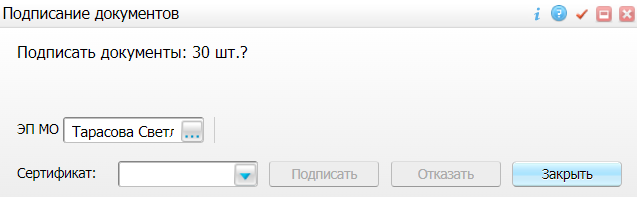 Подписание документов
Подписать документы: 30 шт.?
ЭП МО Тарасова Светл ...
Сертификат: Подписать Отказать Закрыть